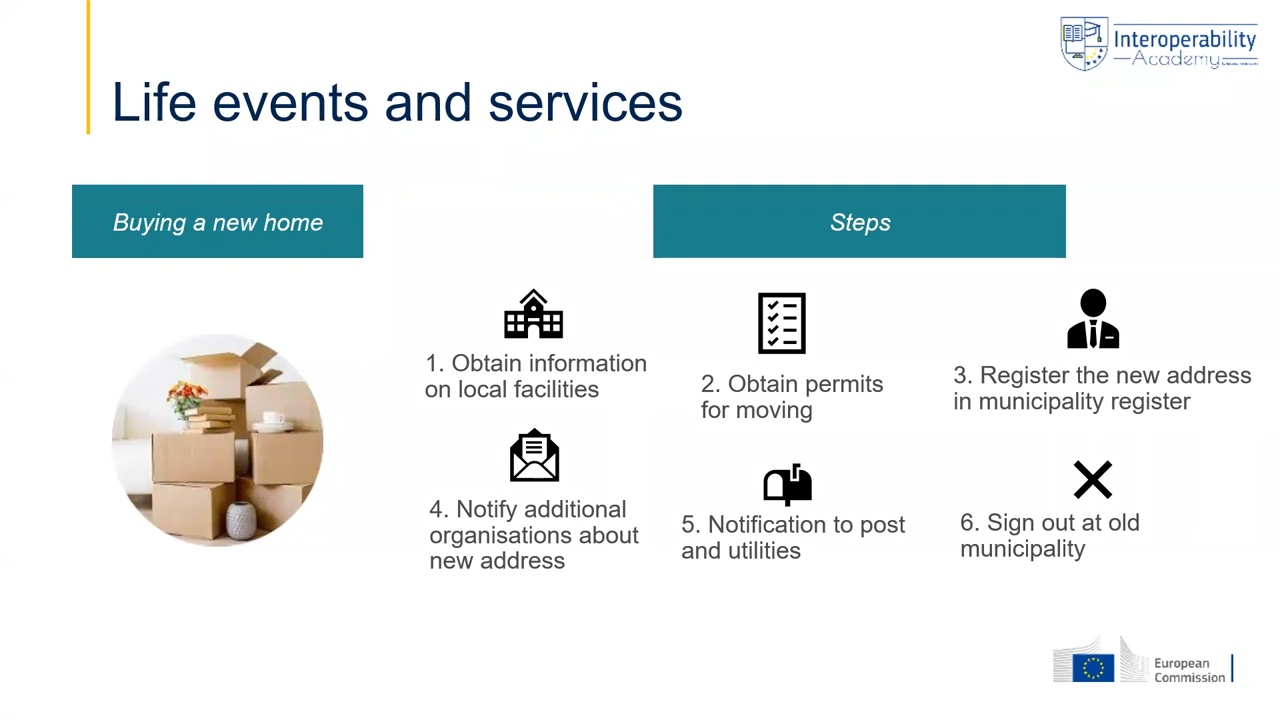 Interoperability
Academy
Life events and services
Buying a new home
Steps
1. Obtain information
on local facilities
2. Obtain permits
for moving
3. Register the new address
in municipality register
4. Notify additional
organisations about
new address
5. Notification to post
and utilities
6. Sign out at old
municipality
European
Commission